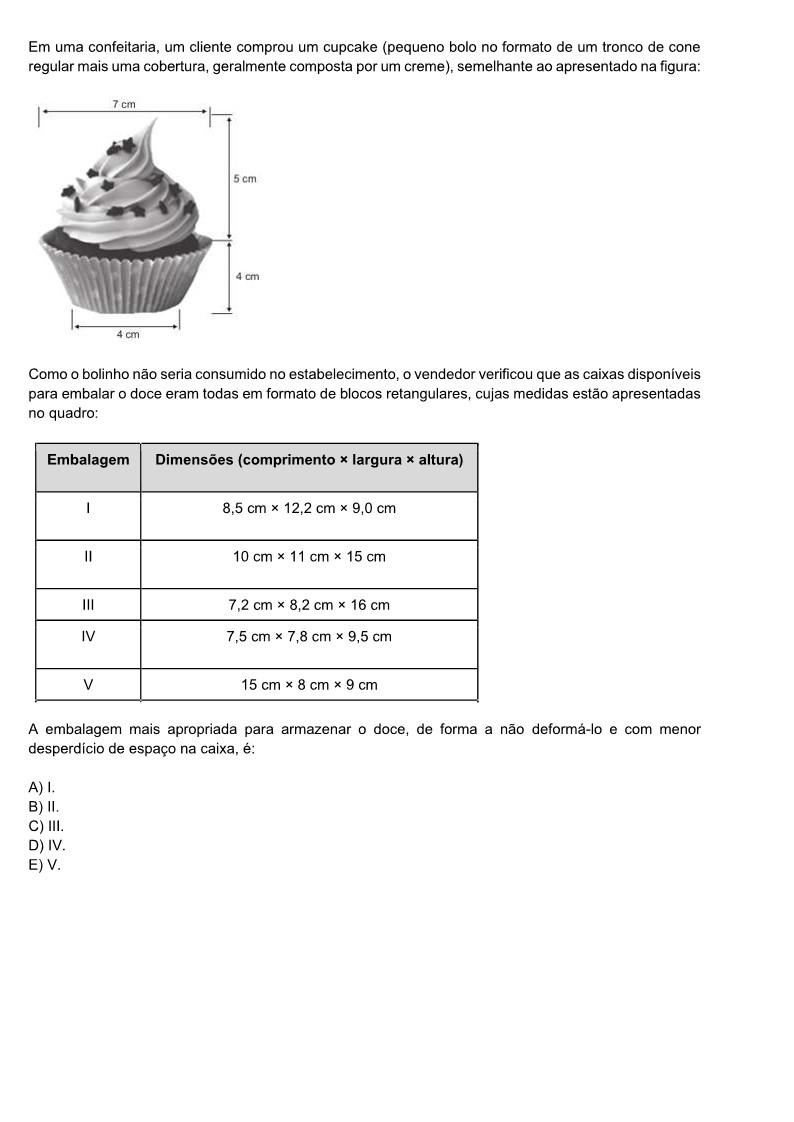 Em uma confeitaria, um cliente comprou um cupcake (pequeno bolo no formato de um tronco de cone
regular mais uma cobertura, geralmente composta por um creme), semelhante ao apresentado na figura:
7 cm
5 cm
4 cm
4 cm
Como o bolinho não seria consumido no estabelecimento, o vendedor verificou que as caixas disponíveis
para embalar o doce eram todas em formato de blocos retangulares, cujas medidas estão apresentadas
no quadro:
Embalagem Dimensões (comprimento × largura × altura)
I 8,5 cm × 12,2 cm × 9,0 cm
II 10 cm × 11 cm × 15 cm
III 7,2 cm × 8,2 cm × 16 cm
IV 7,5 cm × 7,8 cm × 9,5 cm
V 15 cm × 8 cm × 9 cm
A embalagem mais apropriada para armazenar o doce, de forma a não deformá-lo e com menor
desperdício de espaço na caixa, é:
A) I.
B) II.
C) III.
D) IV.
E) V.